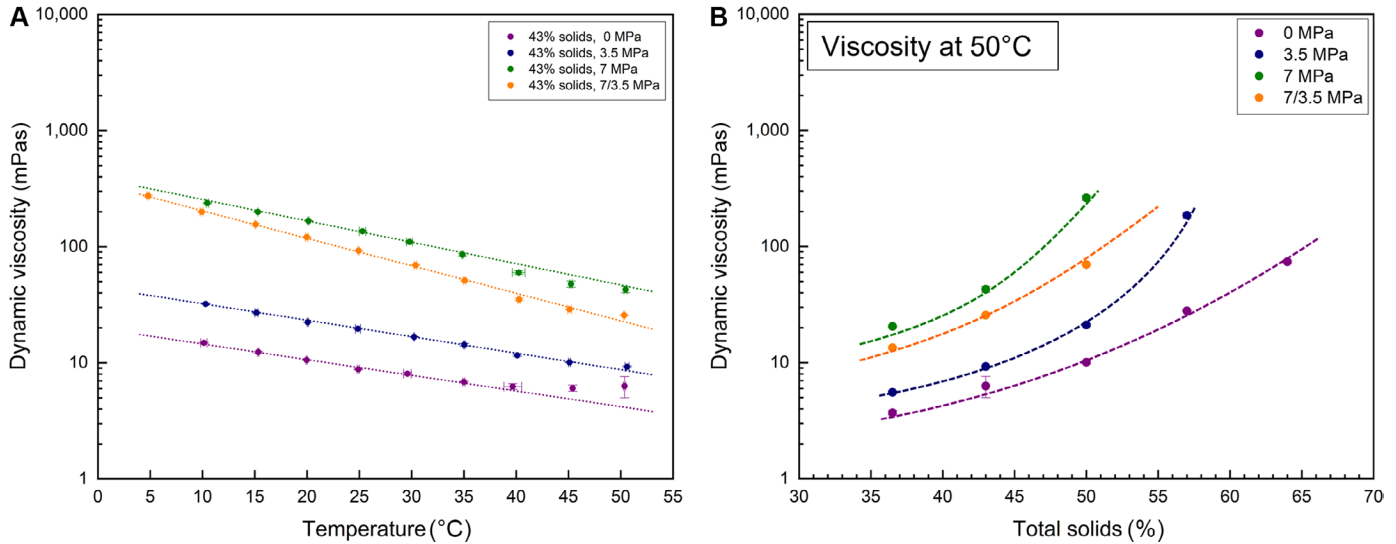 A
10,000
1,000
100
10
1
Dynamic viscosity (mPas)
0 5 10 15 20 25 30 35 40 45 50 55
Temperature (°C)
43% solids, 0 MPa
43% solids, 3.5 MPa
43% solids, 7 MPa
43% solids, 7/3.5 MPa
B
10,000
1,000
100
10
1
Dynamic viscosity (mPas)
30 35 40 45 50 55 60 65 70
Total solids (%)
Viscosity at 50°C
0 MPa
3.5 MPa
7 MPa
7/3.5 MPa